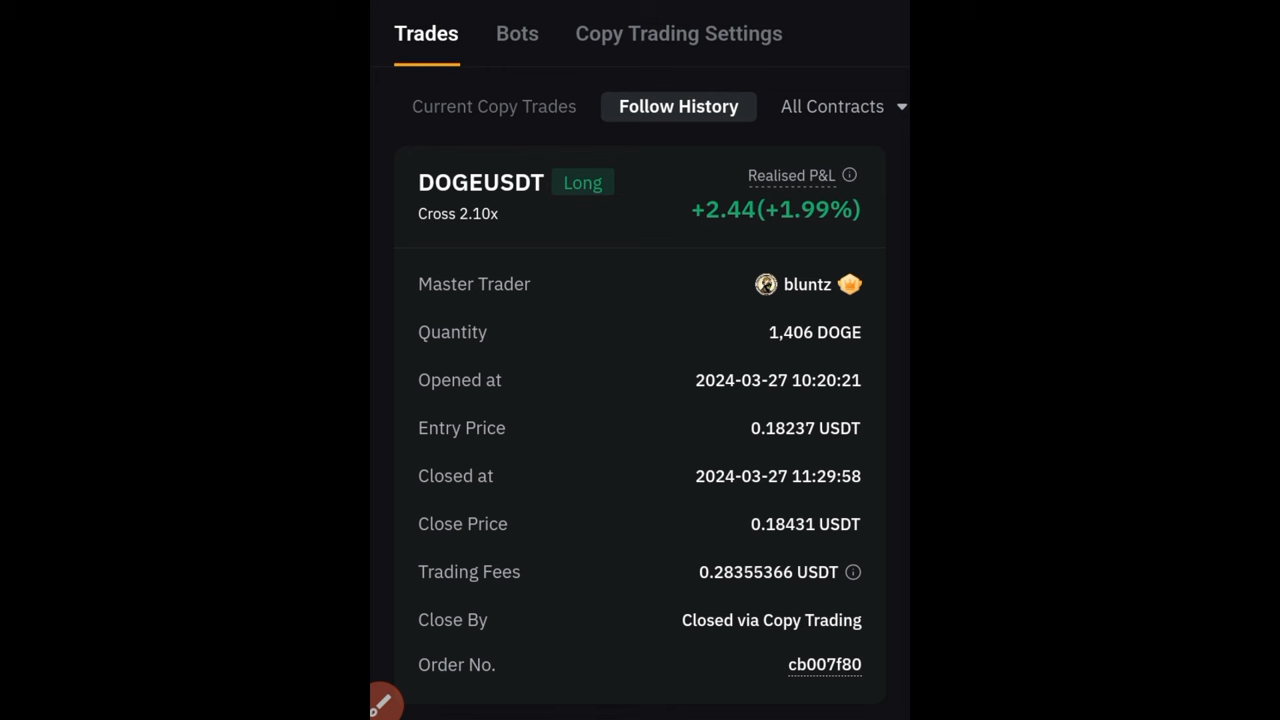 Trades Bots Copy Trading Settings
Current Copy Trades Follow History All Contracts
DOGEUSDT Long Realised P&L
Cross 2.10x +2.44(+1.99%)
Master Trader bluntz
Quantity 1,406 DOGE
Opened at 2024-03-27 10:20:21
Entry Price 0.18237 USDT
Closed at 2024-03-27 11:29:58
Close Price 0.18431 USDT
Trading Fees 0.28355366 USDT
Close By Closed via Copy Trading
Order No. cb007f80